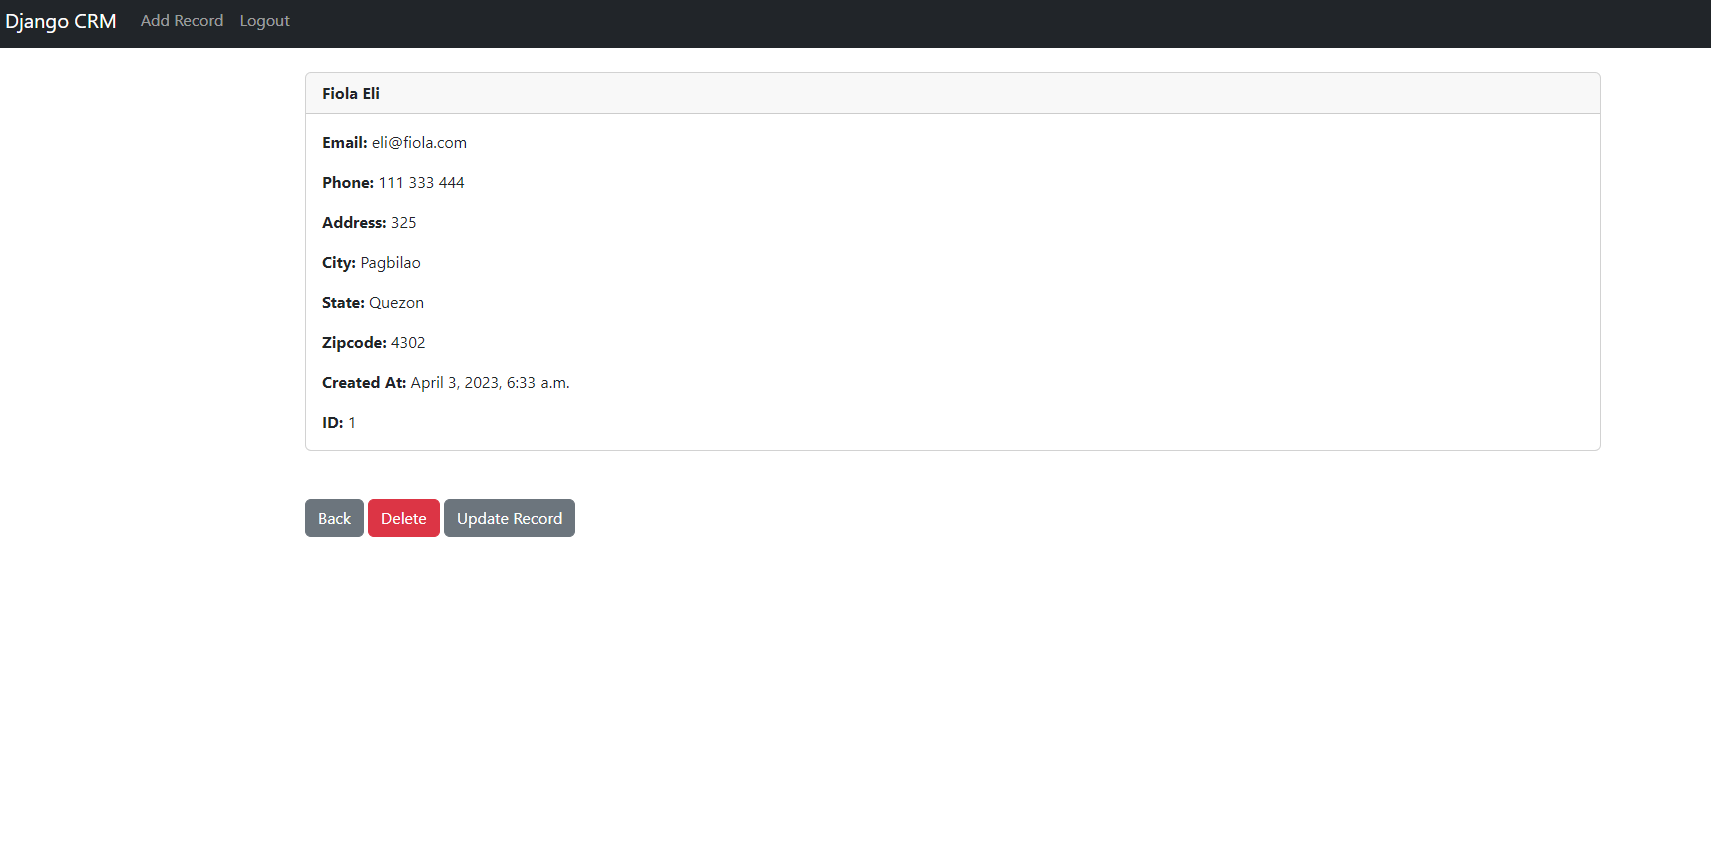 Django CRM Add Record Logout
Fiola Eli
Email: eli@fiola.com
Phone: 111 333 444
Address: 325
City: Pagbilao
State: Quezon
Zipcode: 4302
Created At: April 3, 2023, 6:33 a.m.
ID: 1
Back Delete Update Record